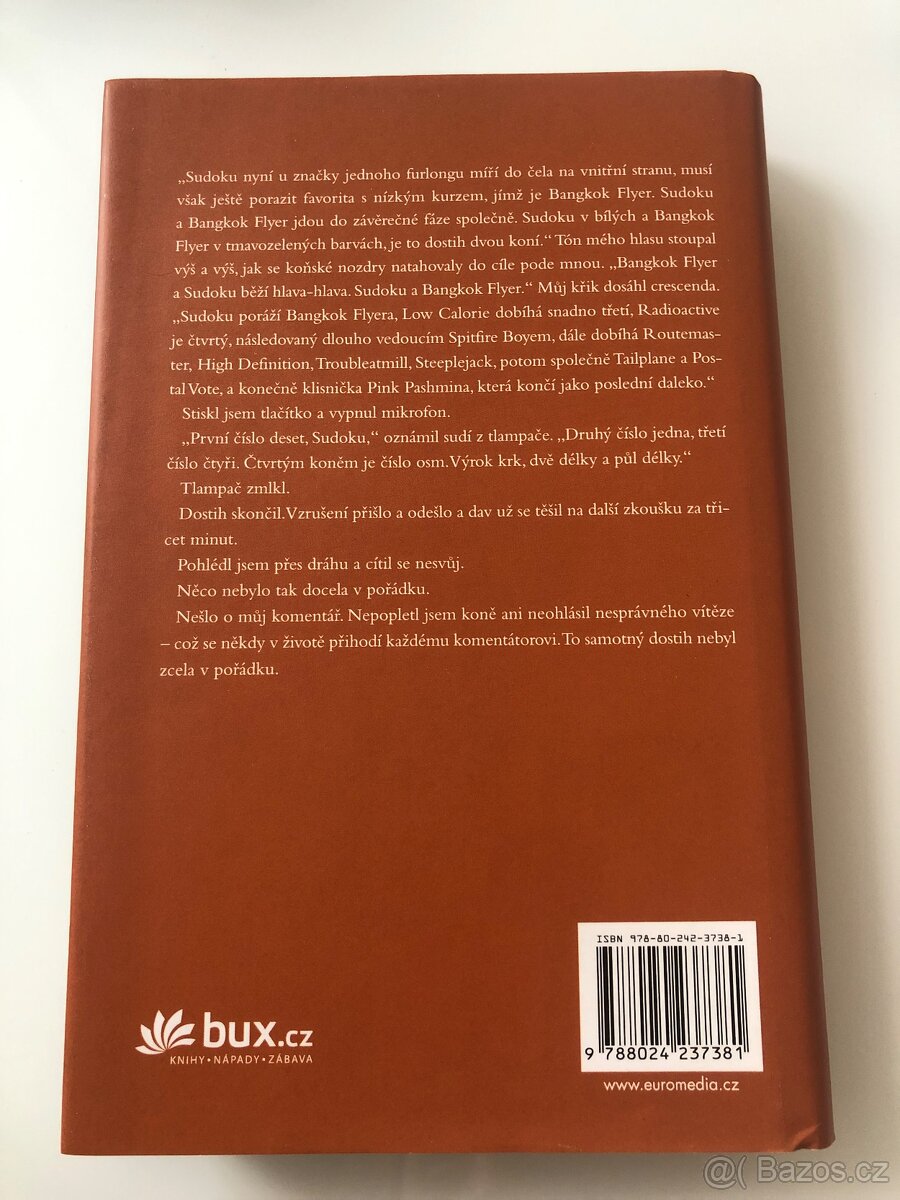 „Sudoku nyní u značky jednoho furlongu míří do čela na vnitřní stranu, musí
však ještě porazit favorita s nízkým kurzem, jímž je Bangkok Flyer. Sudoku
a Bangkok Flyer jdou do závěrečné fáze společně. Sudoku v bílých a Bangkok
Flyer v tmavozelených barvách, je to dostih dvou koní.“ Tón mého hlasu stoupal
výš a výš, jak se koňské nozdry natahovaly do cíle pode mnou. „Bangkok Flyer
a Sudoku běží hlava-hlava. Sudoku a Bangkok Flyer.“ Můj křik dosáhl crescenda.
„Sudoku poráží Bangkok Flyera, Low Calorie dobíhá snadno třetí, Radioactive
je čtvrtý, následovaný dlouho vedoucím Spitfire Boyem, dále dobíhá Routemas-
ter, High Definition, Troubleatmill, Steeplejack, potom společně Tailplane a Pos-
tal Vote, a konečně klisnička Pink Pashmina, která končí jako poslední daleko.“
Stiskl jsem tlačítko a vypnul mikrofon.
„První číslo deset, Sudoku,“ oznámil sudí z tlampače. „Druhý číslo jedna, třetí
číslo čtyři. Čtvrtým koněm je číslo osm. Výrok krk, dvě délky a půl délky.“
Tlampač zmlkl.
Dostih skončil. Vzrušení přišlo a odešlo a dav už se těšil na další zkoušku za tři-
cet minut.
Pohlédl jsem přes dráhu a cítil se nesvůj.
Něco nebylo tak docela v pořádku.
Nešlo o můj komentář. Nepopletl jsem koně ani neohlásil nesprávného vítěze
– což se někdy v životě přihodí každému komentátorovi. To samotný dostih nebyl
zcela v pořádku.
ISBN 978-80-242-3738-1
9 788024 237381
www.euromedia.cz
bux.cz
KNIHY • NÁPADY • ZÁBAVA
@( Bazos.cz